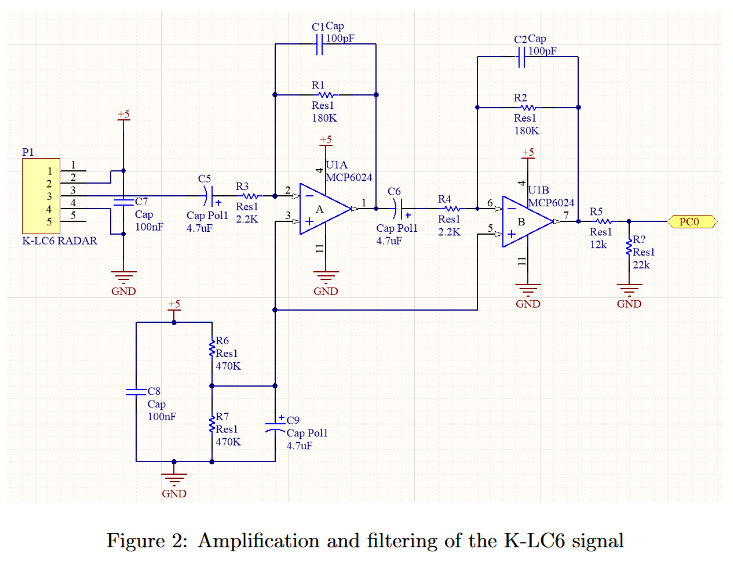 C1Cap
100pF
C2Cap
100pF
R1
Res1
180K
R2
Res1
180K
+5
+5
+5
P1
1
1
2
2
3
3
4
4
5
5
K-LC6 RADAR
C7
Cap
100nF
GND
C5
Cap Pol1
4.7uF
R3
Res1
2.2K
U1A
MCP6024
4
2
3
A
1
11
GND
C6
Cap Pol1
4.7uF
R4
Res1
2.2K
U1B
MCP6024
4
6
5
B
7
11
GND
R5
Res1
12k
PC0
R?
Res1
22k
GND
+5
R6
Res1
470K
C8
Cap
100nF
R7
Res1
470K
C9
Cap Pol1
4.7uF
GND
Figure 2: Amplification and filtering of the K-LC6 signal